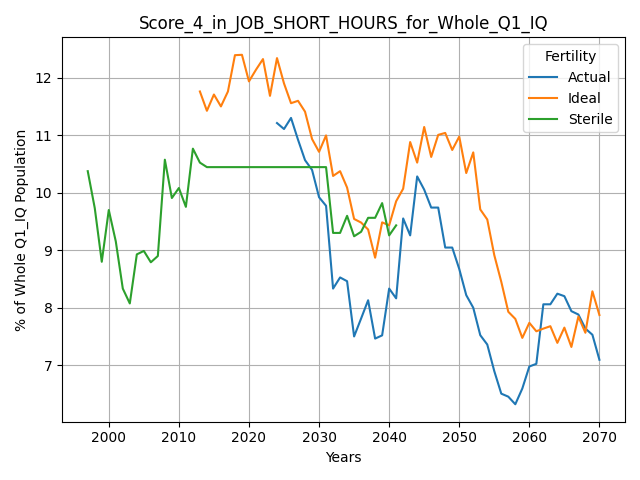 Score_4_in_JOB_SHORT_HOURS_for_Whole_Q1_IQ
Fertility
Actual
Ideal
Sterile
% of Whole Q1_IQ Population
12
11
10
9
8
7
2000 2010 2020 2030 2040 2050 2060 2070
Years